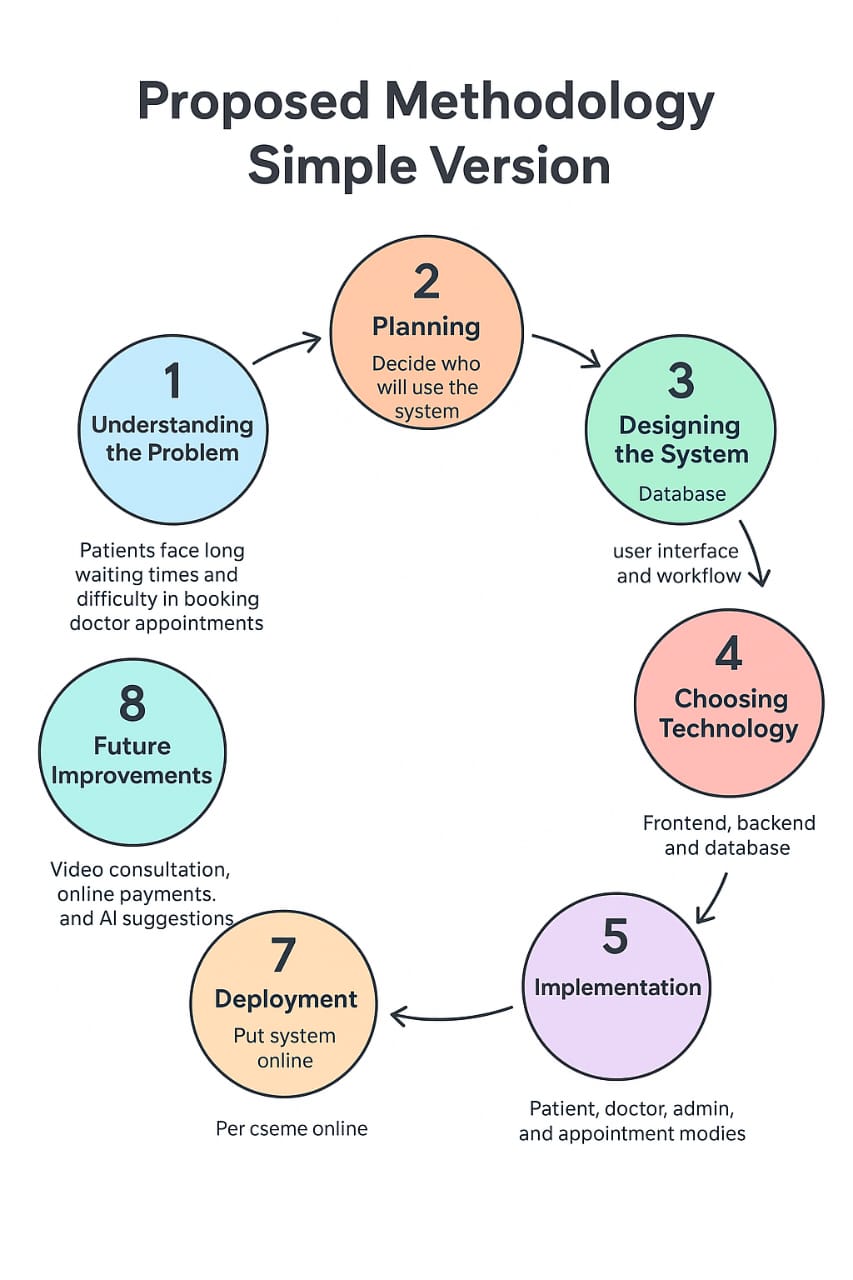 Proposed Methodology
Simple Version
1
Understanding
the Problem
Patients face long
waiting times and
difficulty in booking
doctor appointments
2
Planning
Decide who
will use the
system
3
Designing
the System
Database
user interface
and workflow
4
Choosing
Technology
Frontend, backend
and database
5
Implementation
Patient, doctor, admin,
and appointment modies
7
Deployment
Put system
online
Per cseme online
8
Future
Improvements
Video consultation,
online payments.
and AI suggestions